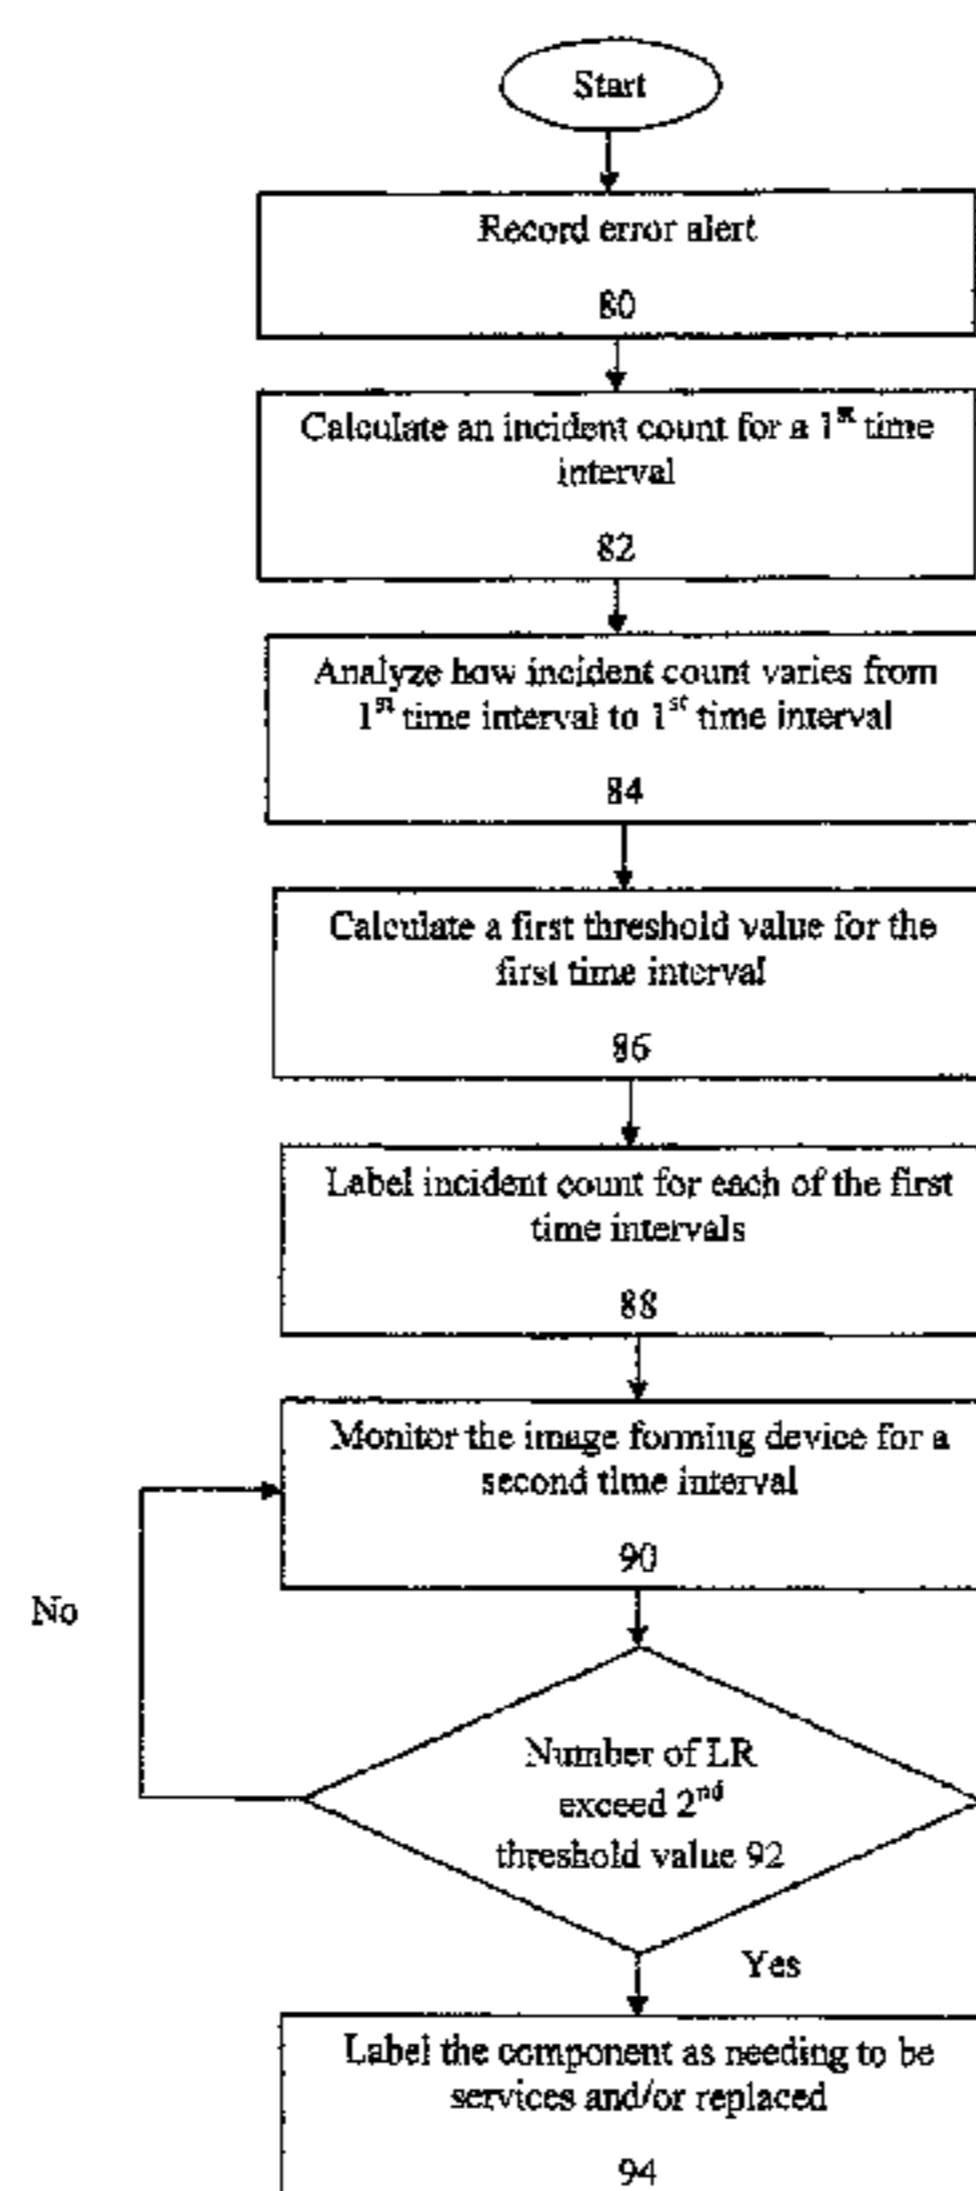 Start
Record error alert
80
Calculate an incident count for a 1st time
interval
82
Analyze how incident count varies from
1st time interval to 1st time interval
84
Calculate a first threshold value for the
first time interval
86
Label incident count for each of the first
time intervals
88
Monitor the image forming device for a
second time interval
90
No
Number of LR
exceed 2nd
threshold value 92
Yes
Label the component as needing to be
services and/or replaced
94